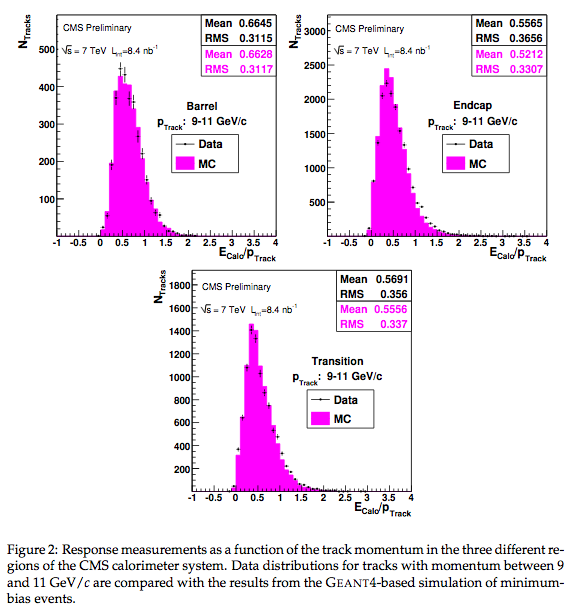 CMS Preliminary
√s = 7 TeV L_int=8.4 nb⁻¹
Mean 0.6645
RMS 0.3115
Mean 0.6628
RMS 0.3117
Barrel
p_Track: 9-11 GeV/c
Data
MC
N_Tracks
500
400
300
200
100
-1 -0.5 0 0.5 1 1.5 2 2.5 3 3.5 4
E_Calo/p_Track
CMS Preliminary
√s = 7 TeV L_int=8.4 nb⁻¹
Mean 0.5565
RMS 0.3656
Mean 0.5212
RMS 0.3307
Endcap
p_Track: 9-11 GeV/c
Data
MC
N_Tracks
3000
2500
2000
1500
1000
500
-1 -0.5 0 0.5 1 1.5 2 2.5 3 3.5 4
E_Calo/p_Track
CMS Preliminary
√s = 7 TeV L_int=8.4 nb⁻¹
Mean 0.5691
RMS 0.356
Mean 0.5556
RMS 0.337
Transition
p_Track: 9-11 GeV/c
Data
MC
N_Tracks
1800
1600
1400
1200
1000
800
600
400
200
-1 -0.5 0 0.5 1 1.5 2 2.5 3 3.5 4
E_Calo/p_Track
Figure 2: Response measurements as a function of the track momentum in the three different re-
gions of the CMS calorimeter system. Data distributions for tracks with momentum between 9
and 11 GeV/c are compared with the results from the GEANT4-based simulation of minimum-
bias events.